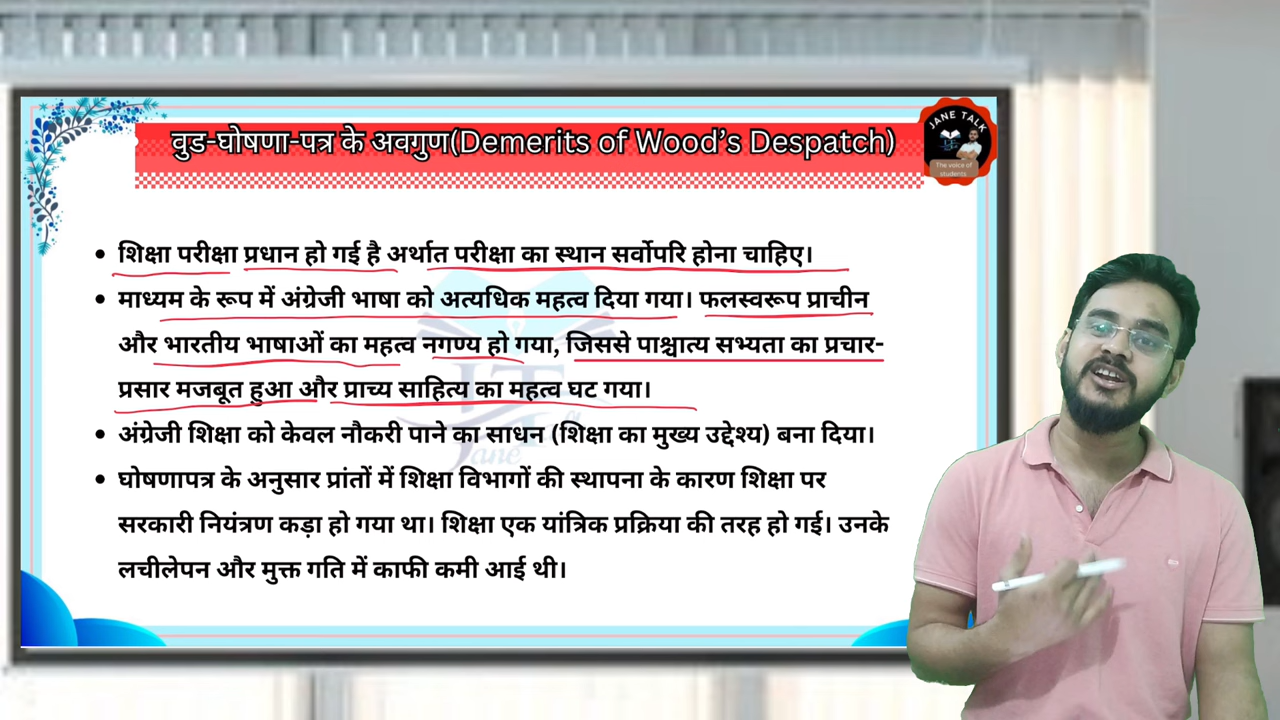 वुड-घोषणा-पत्र के अवगुण(Demerits of Wood’s Despatch)
JANE TALK
The voice of
students
• शिक्षा परीक्षा प्रधान हो गई है अर्थात परीक्षा का स्थान सर्वोपरि होना चाहिए।
• माध्यम के रूप में अंग्रेजी भाषा को अत्यधिक महत्व दिया गया। फलस्वरूप प्राचीन
और भारतीय भाषाओं का महत्व नगण्य हो गया, जिससे पाश्चात्य सभ्यता का प्रचार-
प्रसार मजबूत हुआ और प्राच्य साहित्य का महत्व घट गया।
• अंग्रेजी शिक्षा को केवल नौकरी पाने का साधन (शिक्षा का मुख्य उद्देश्य) बना दिया।
• घोषणापत्र के अनुसार प्रांतों में शिक्षा विभागों की स्थापना के कारण शिक्षा पर
सरकारी नियंत्रण कड़ा हो गया था। शिक्षा एक यांत्रिक प्रक्रिया की तरह हो गई। उनके
लचीलेपन और मुक्त गति में काफी कमी आई थी।